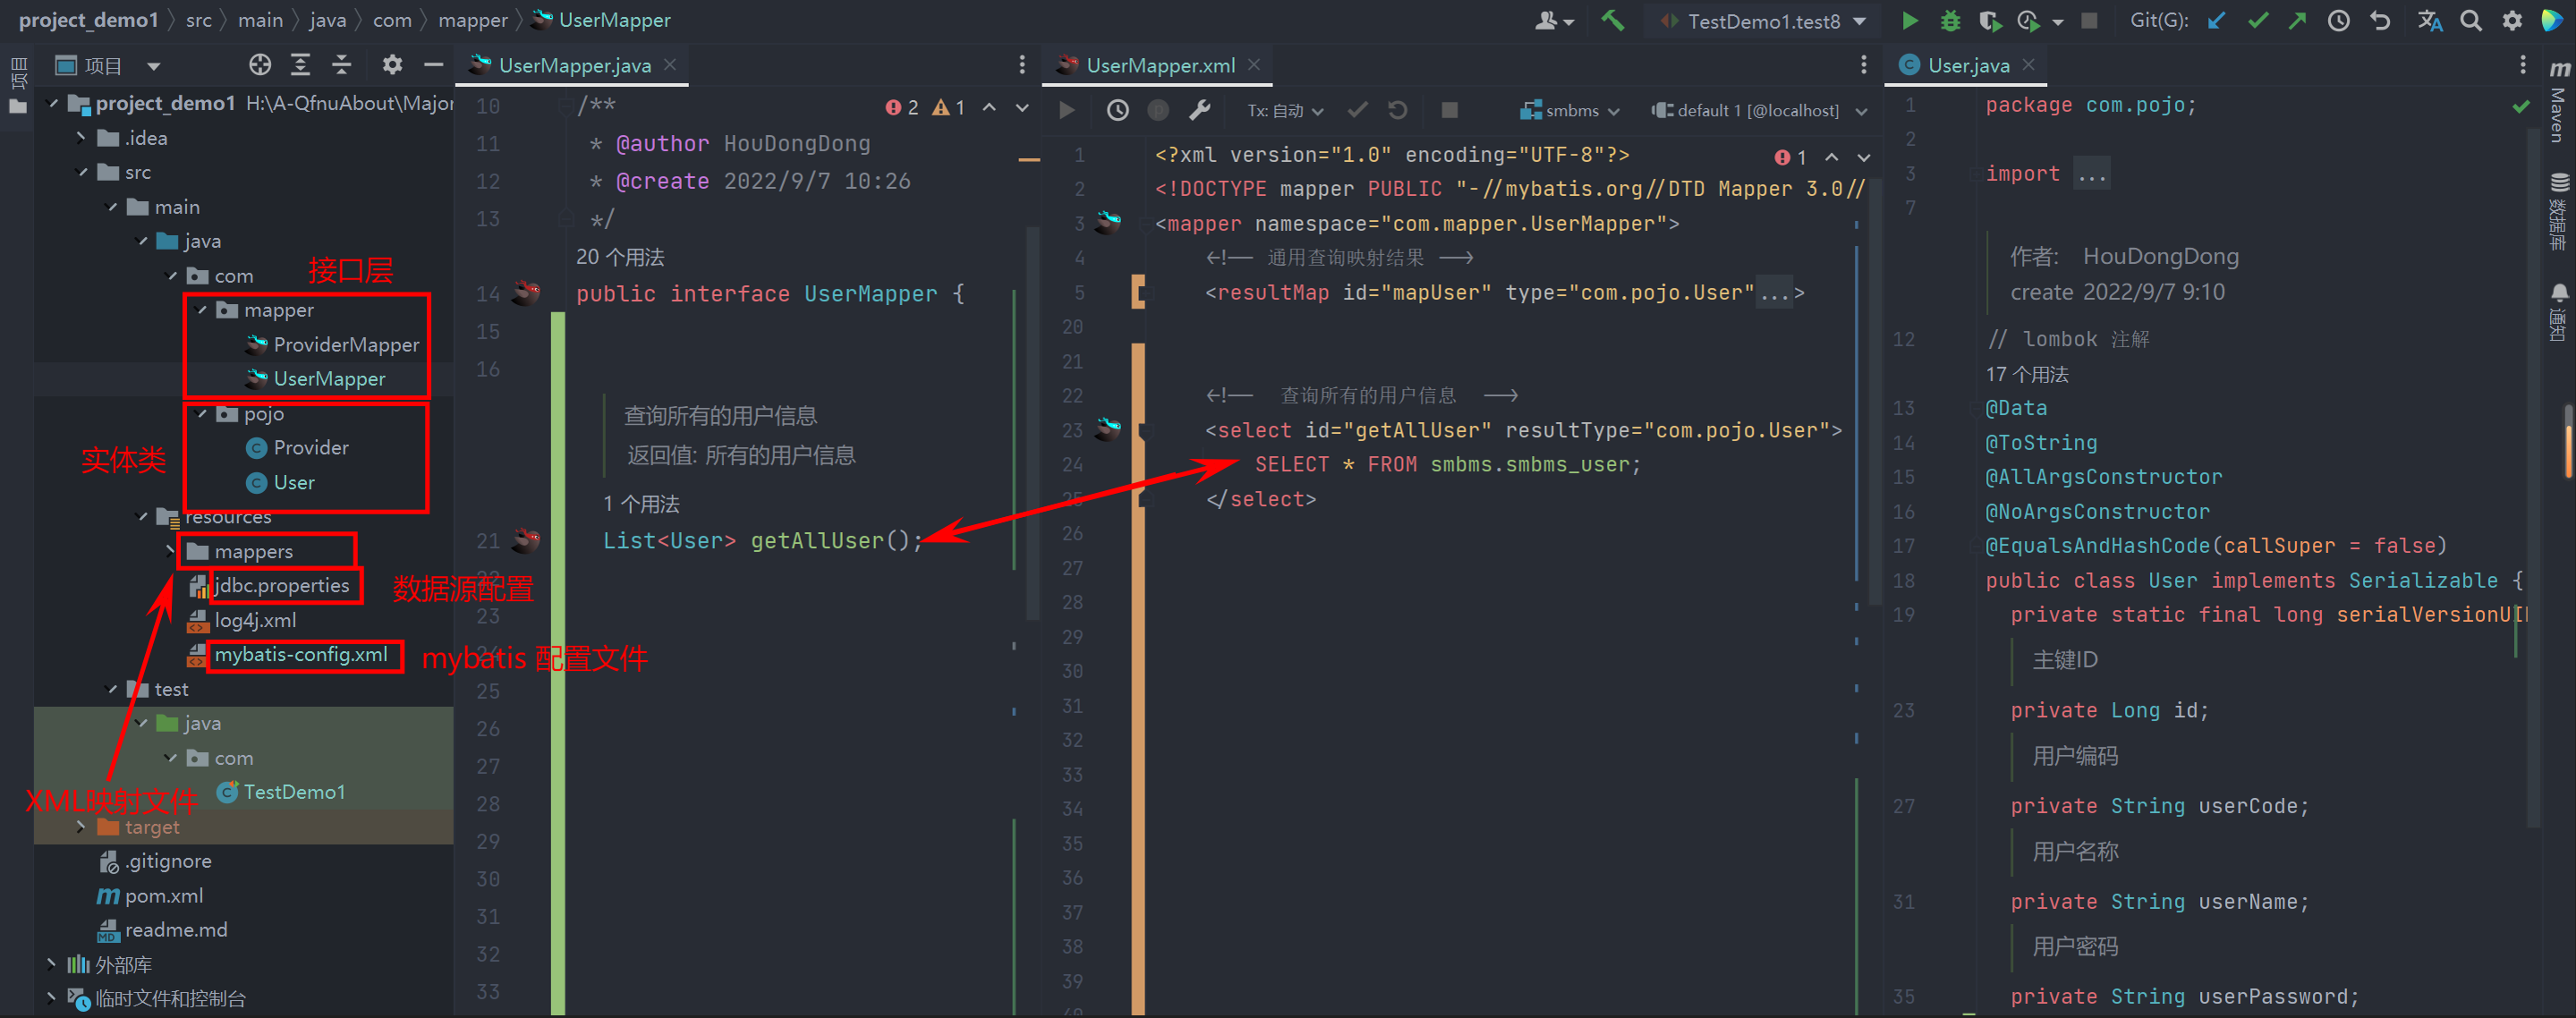 project_demo1 src main java com mapper UserMapper
TestDemo1.test8 Git(G):
项目
项目
project_demo1 H:\A-QfnuAbout\Major
.idea
src
main
java
com
接口层
mapper
ProviderMapper
UserMapper
pojo
实体类
Provider
User
resources
mappers
jdbc.properties
数据源配置
log4j.xml
mybatis-config.xml
mybatis 配置文件
test
java
com
XML映射文件
TestDemo1
target
.gitignore
pom.xml
readme.md
外部库
临时文件和控制台
UserMapper.java
2 1
10 /**
11 * @author HouDongDong
12 * @create 2022/9/7 10:26
13 */
20 个用法
14 public interface UserMapper {
15
16
查询所有的用户信息
返回值: 所有的用户信息
1 个用法
21 List<User> getAllUser();
23
25
26
27
28
29
30
31
32
33
UserMapper.xml
Tx: 自动 smbms default 1 [@localhost]
1 <?xml version="1.0" encoding="UTF-8"?>
1
2 <!DOCTYPE mapper PUBLIC "-//mybatis.org//DTD Mapper 3.0//
3 <mapper namespace="com.mapper.UserMapper">
4 <!-- 通用查询映射结果 -->
5 <resultMap id="mapUser" type="com.pojo.User"...>
20
21
22 <!-- 查询所有的用户信息 -->
23 <select id="getAllUser" resultType="com.pojo.User">
24 SELECT * FROM smbms.smbms_user;
25 </select>
26
27
28
29
30
31
32
33
34
35
36
37
38
39
User.java
1 package com.pojo;
2
3 import ...
7
作者: HouDongDong
create 2022/9/7 9:10
12 // lombok 注解
17 个用法
13 @Data
14 @ToString
15 @AllArgsConstructor
16 @NoArgsConstructor
17 @EqualsAndHashCode(callSuper = false)
18 public class User implements Serializable {
19 private static final long serialVersionUI
主键ID
23 private Long id;
用户编码
27 private String userCode;
用户名称
31 private String userName;
用户密码
35 private String userPassword;
m
Maven
数据库
通知